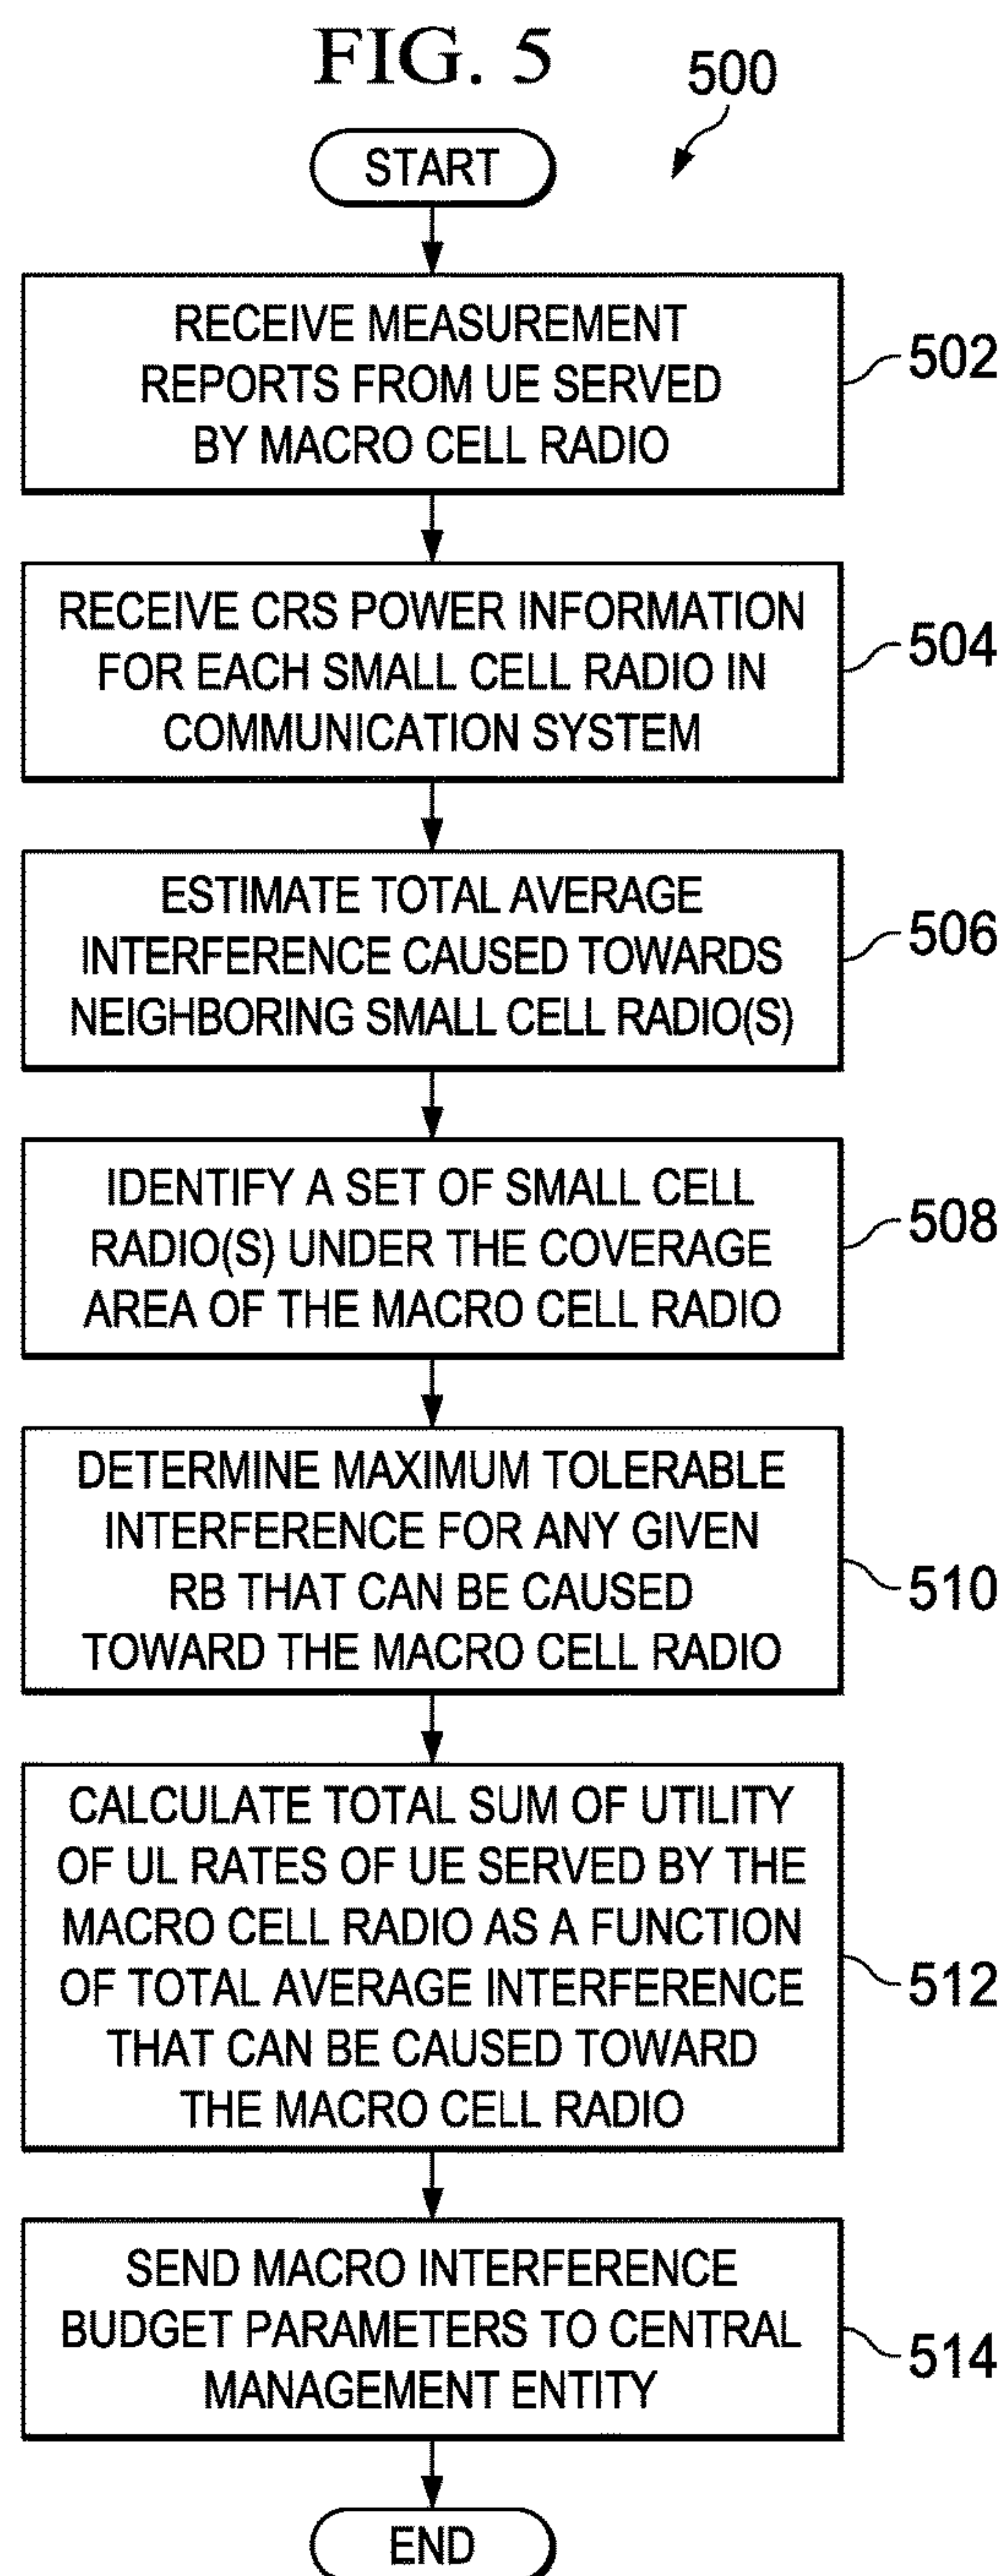 FIG. 5
500
START
RECEIVE MEASUREMENT
REPORTS FROM UE SERVED
BY MACRO CELL RADIO
502
RECEIVE CRS POWER INFORMATION
FOR EACH SMALL CELL RADIO IN
COMMUNICATION SYSTEM
504
ESTIMATE TOTAL AVERAGE
INTERFERENCE CAUSED TOWARDS
NEIGHBORING SMALL CELL RADIO(S)
506
IDENTIFY A SET OF SMALL CELL
RADIO(S) UNDER THE COVERAGE
AREA OF THE MACRO CELL RADIO
508
DETERMINE MAXIMUM TOLERABLE
INTERFERENCE FOR ANY GIVEN
RB THAT CAN BE CAUSED
TOWARD THE MACRO CELL RADIO
510
CALCULATE TOTAL SUM OF UTILITY
OF UL RATES OF UE SERVED BY THE
MACRO CELL RADIO AS A FUNCTION
OF TOTAL AVERAGE INTERFERENCE
THAT CAN BE CAUSED TOWARD
THE MACRO CELL RADIO
512
SEND MACRO INTERFERENCE
BUDGET PARAMETERS TO CENTRAL
MANAGEMENT ENTITY
514
END